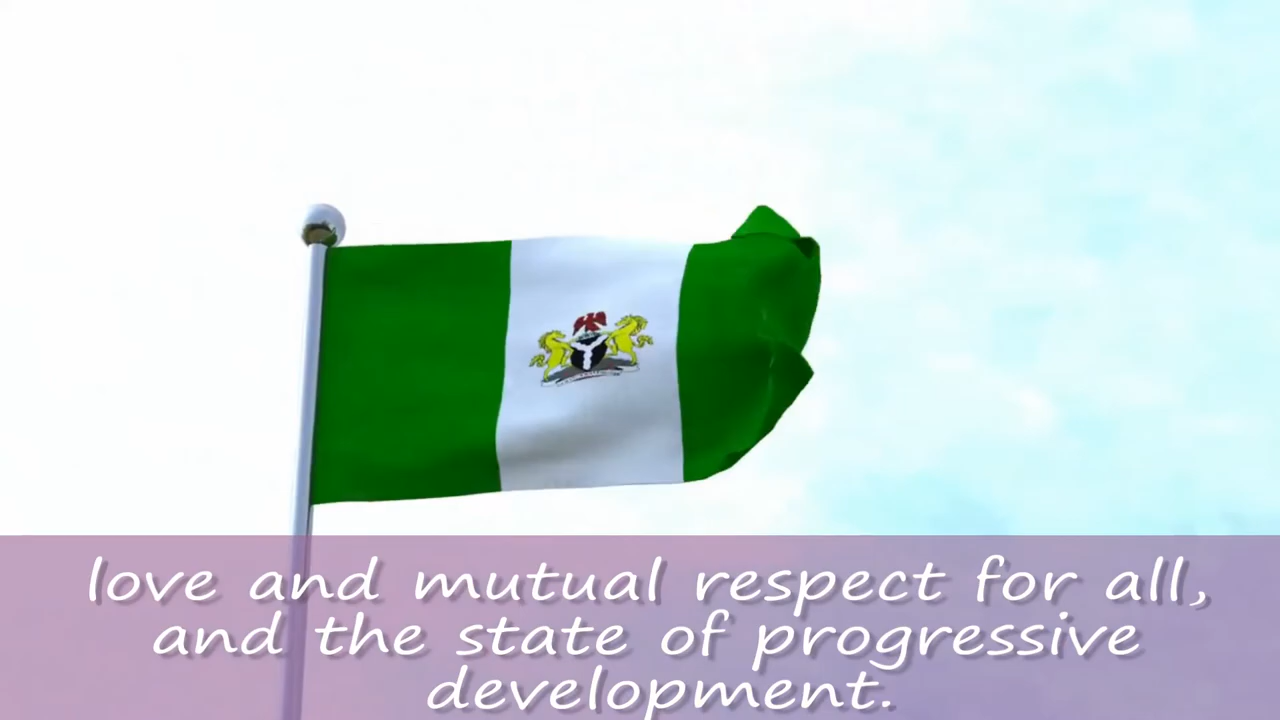 love and mutual respect for all,
and the state of progressive
development.